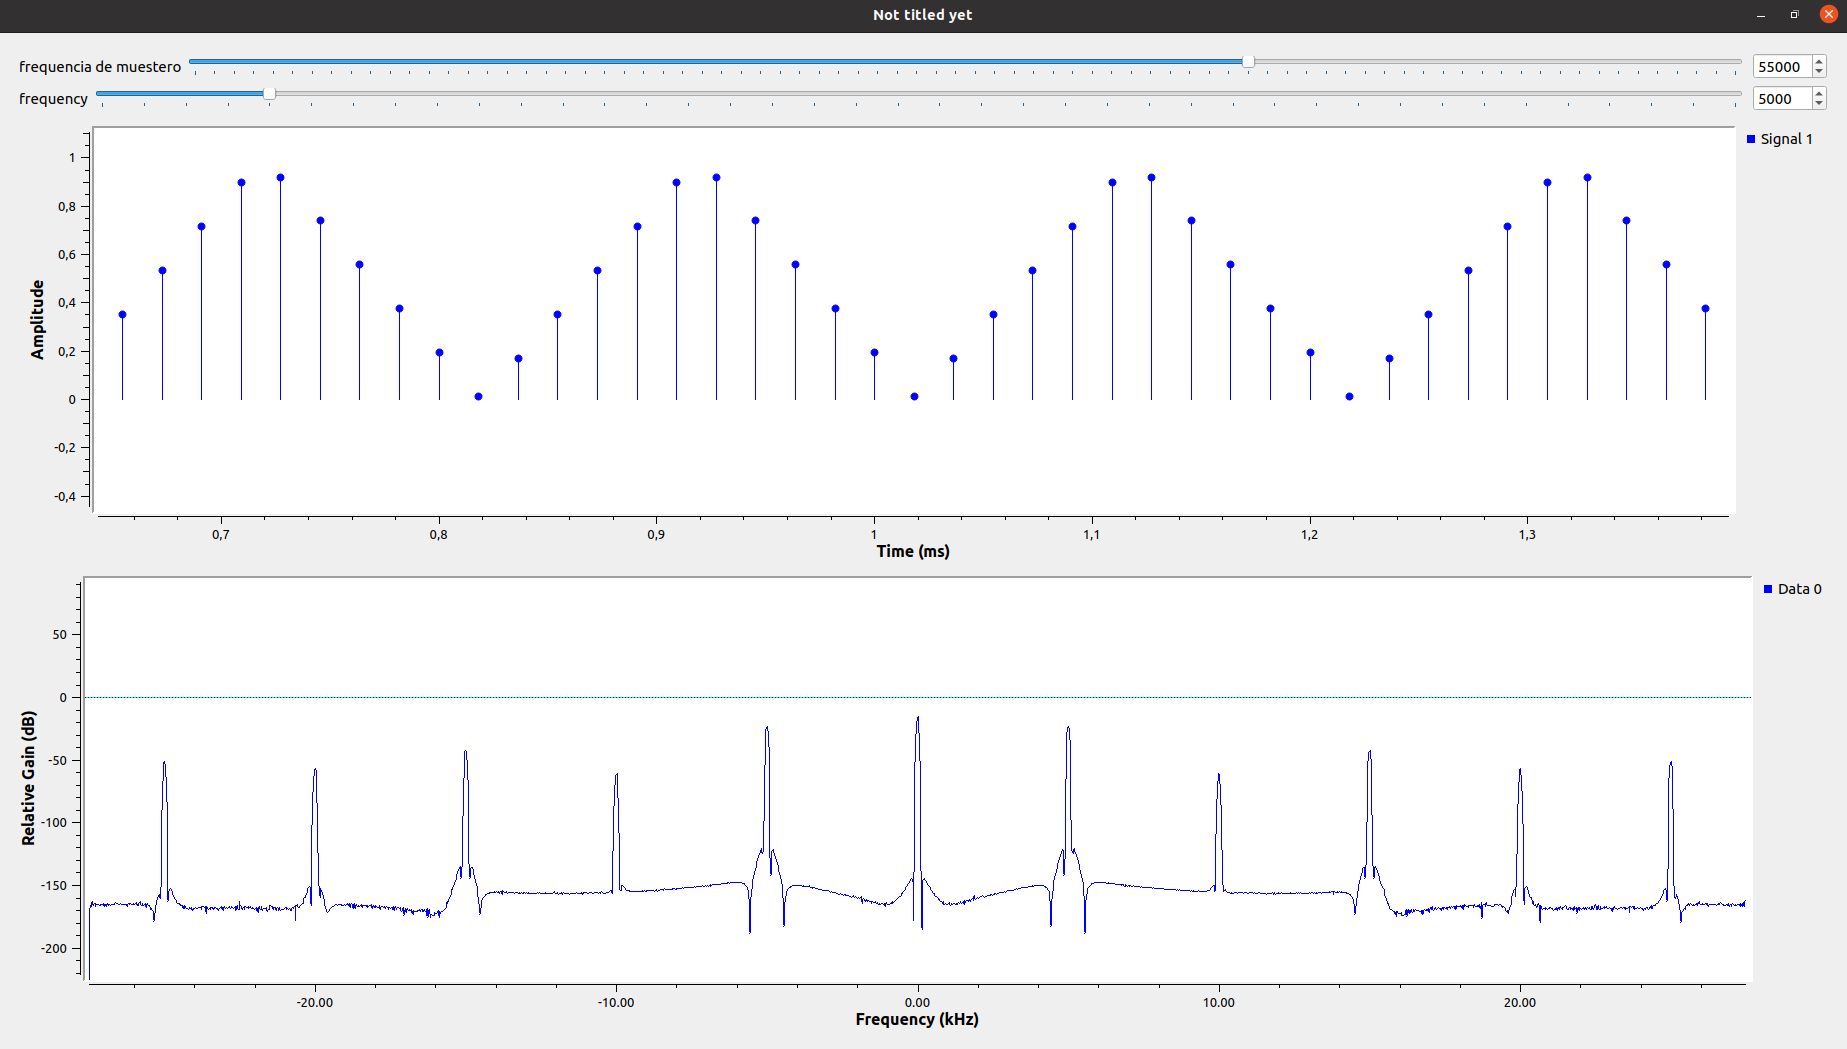 Not titled yet
frequencia de muestero 55000
frequency 5000
Signal 1
1
0,8
0,6
0,4
0,2
0
-0,2
-0,4
Amplitude
0,7 0,8 0,9 1 1,1 1,2 1,3
Time (ms)
Data 0
50
0
-50
-100
-150
-200
Relative Gain (dB)
-20.00 -10.00 0.00 10.00 20.00
Frequency (kHz)